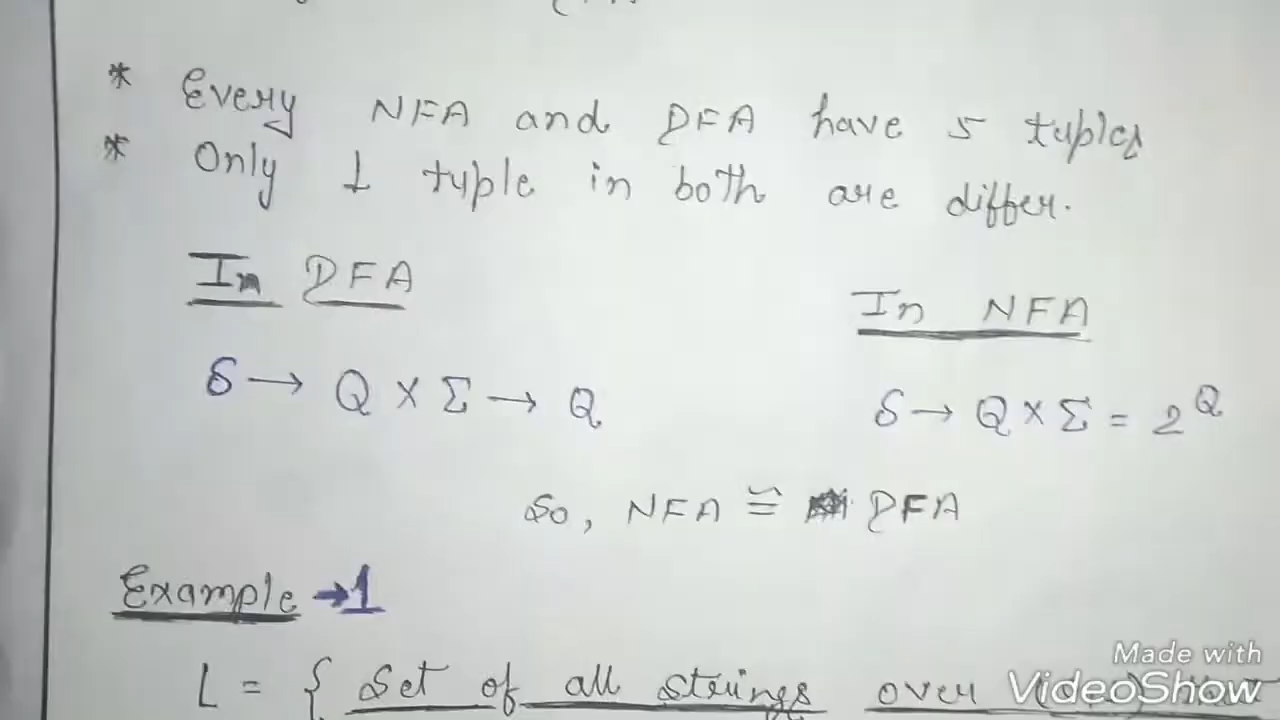 * Every NFA and DFA have 5 tuples
* Only 1 tuple in both are differ.
In DFA
In NFA
δ → Q × Σ → Q
δ → Q × Σ = 2^Q
So, NFA ≅ DFA
Example → 1
L = { Set of all strings over
Made with
VideoShow